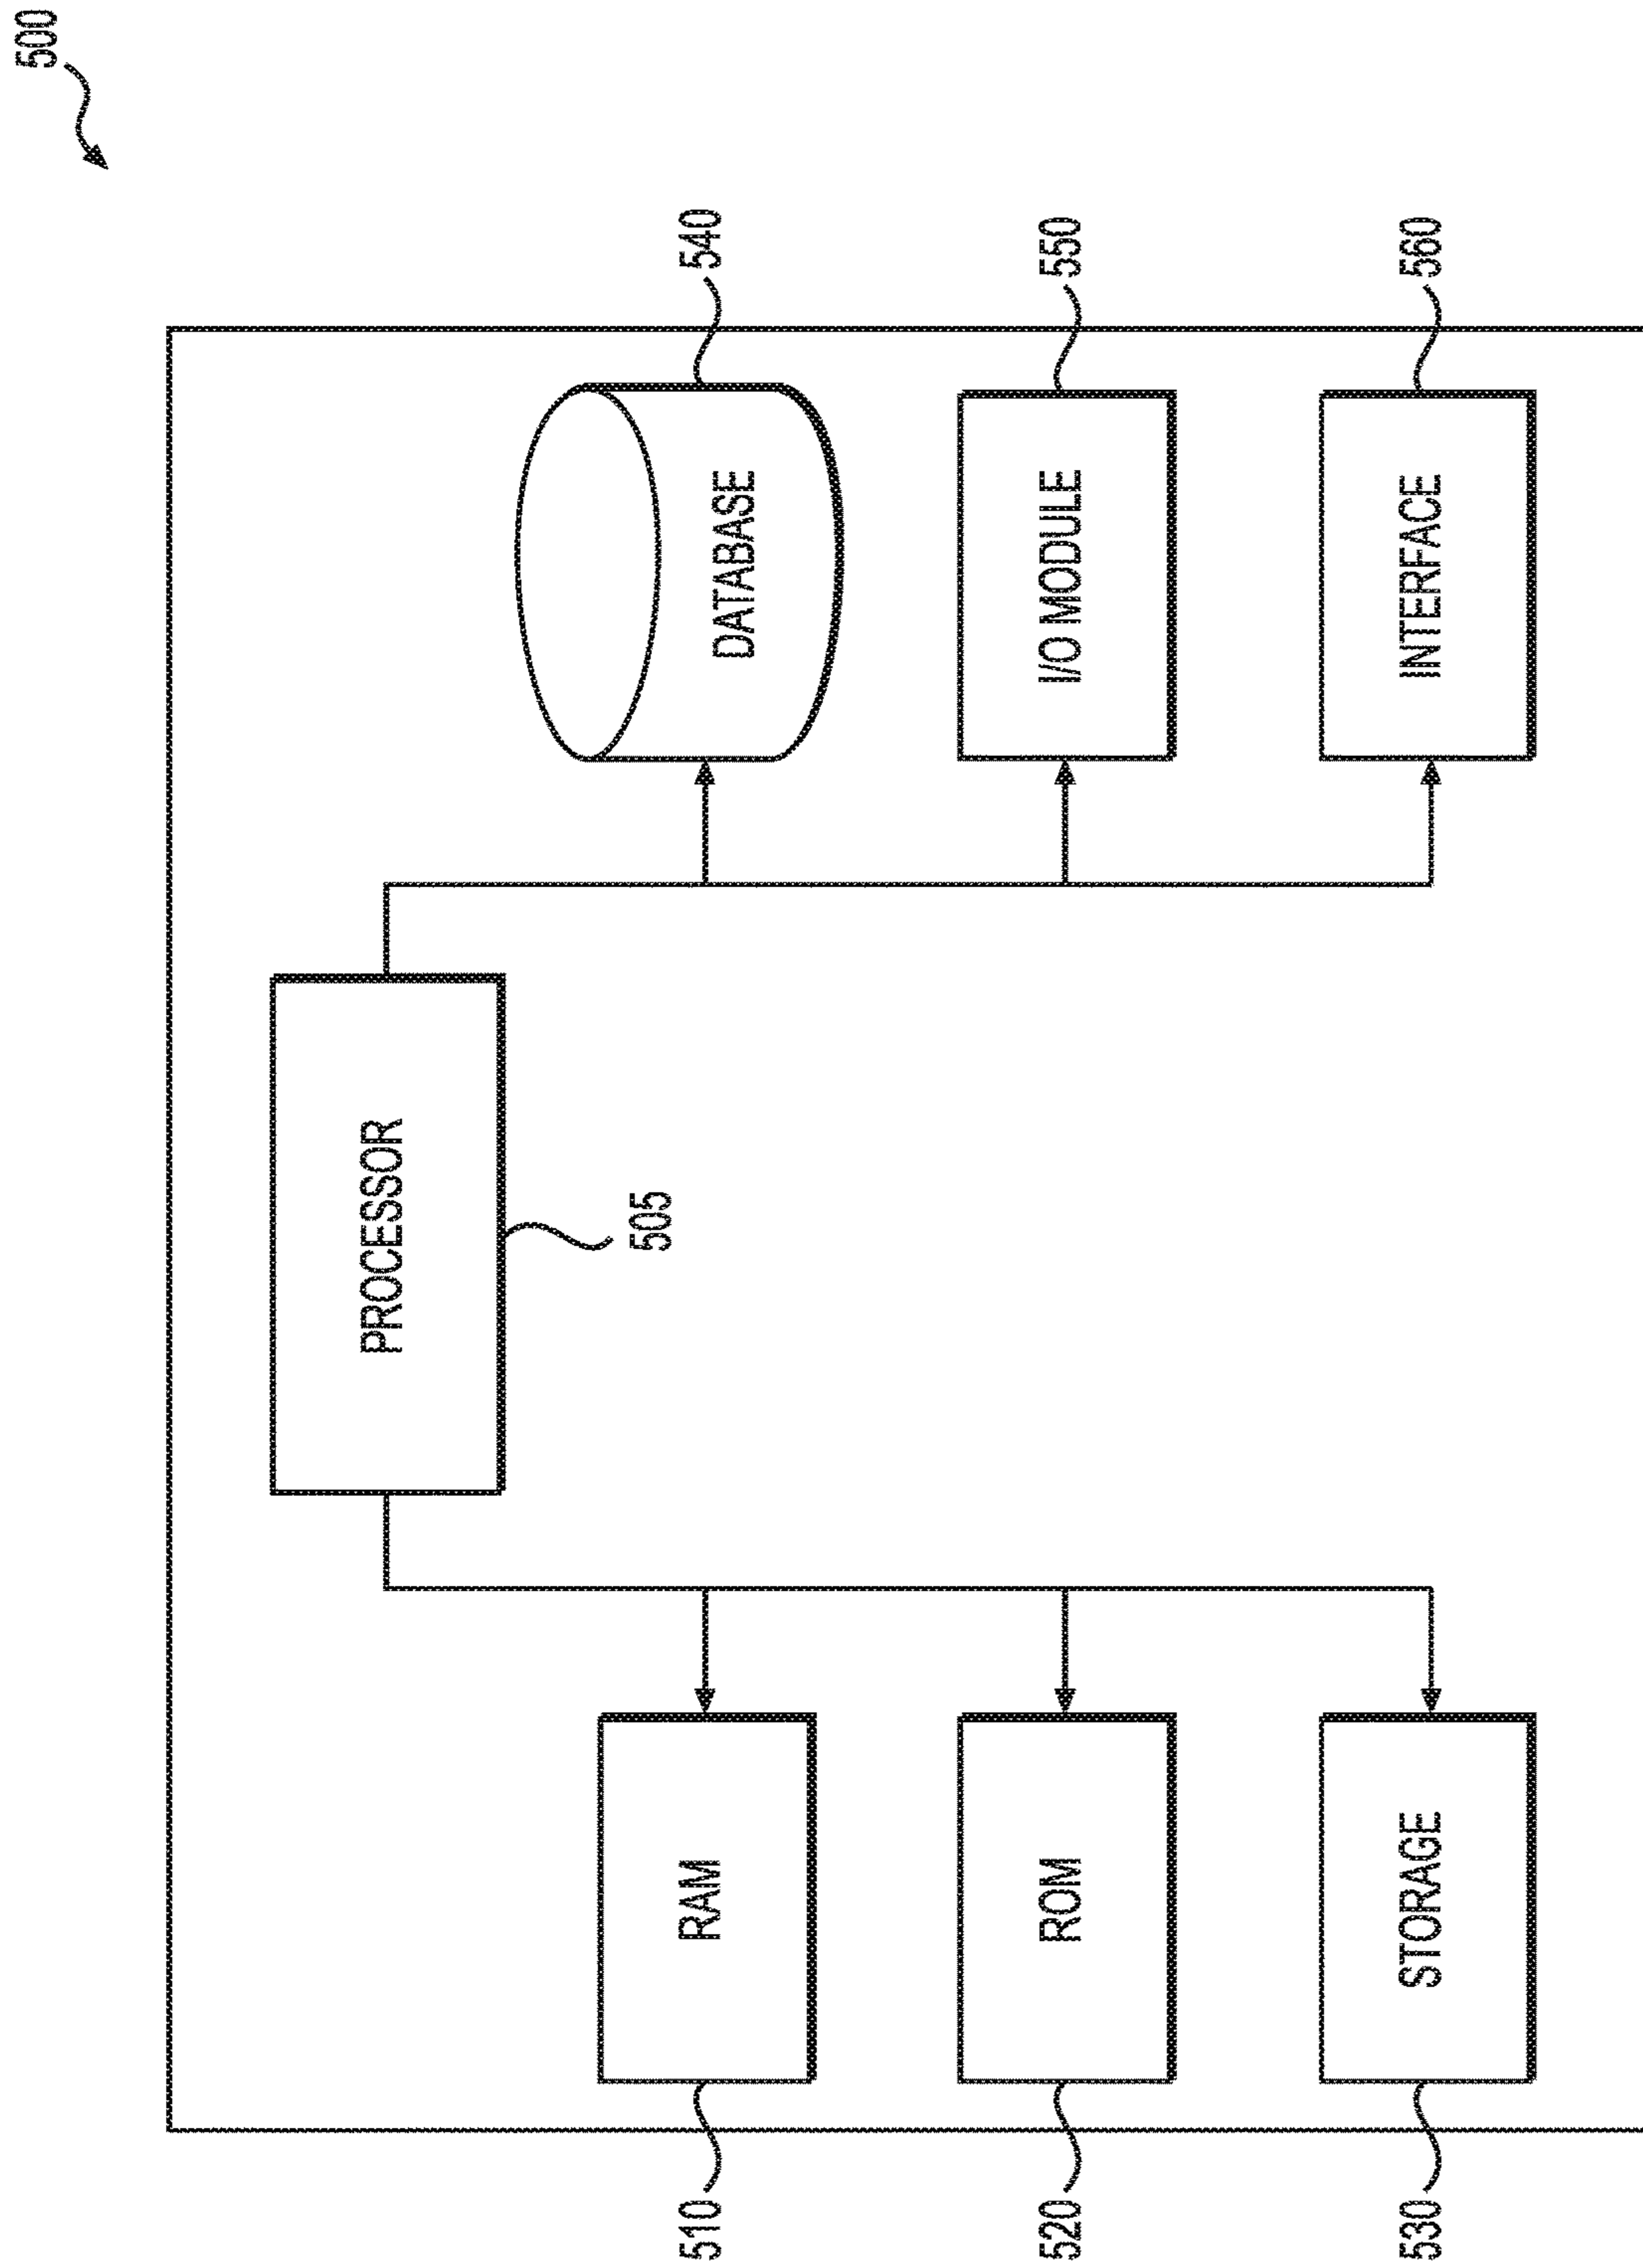 500
PROCESSOR
505
510
RAM
DATABASE
540
520
ROM
I/O MODULE
550
530
STORAGE
INTERFACE
560